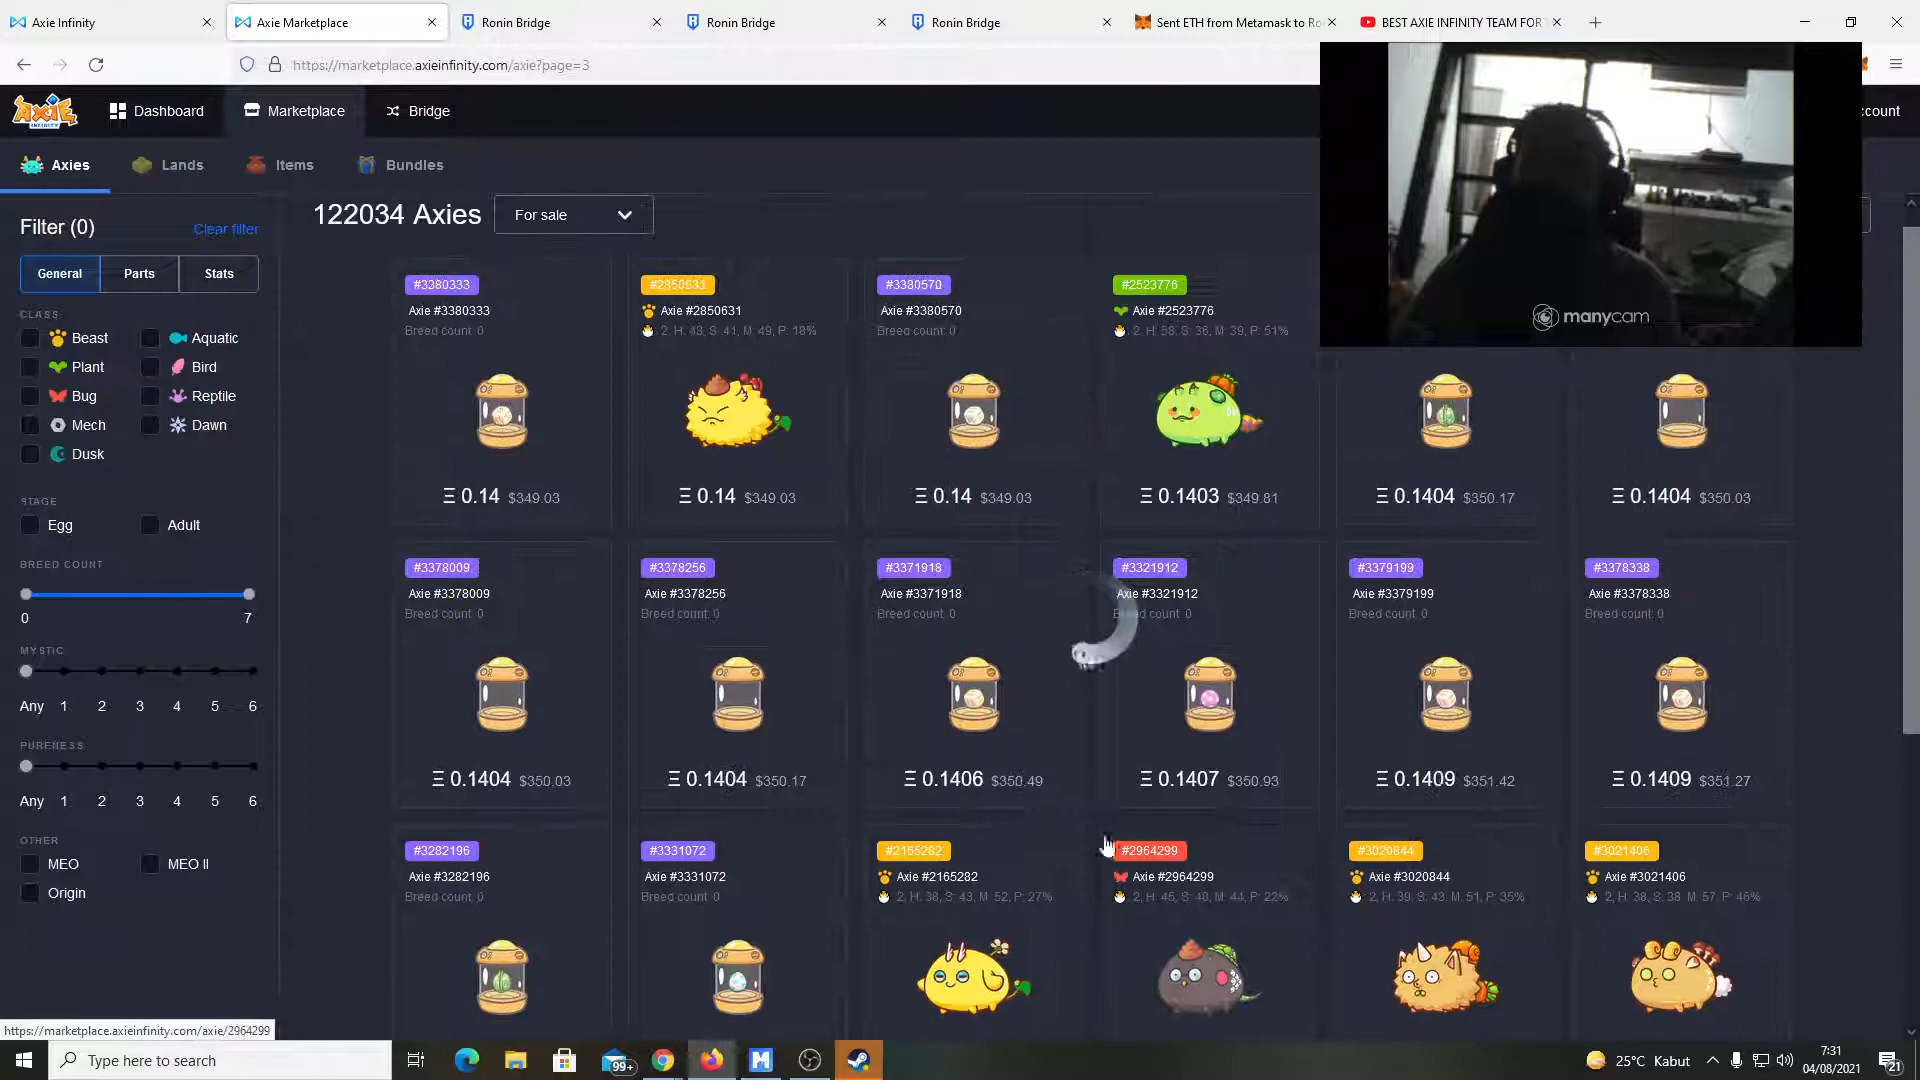 Axie Infinity
Axie Marketplace
Ronin Bridge
Ronin Bridge
Ronin Bridge
Sent ETH from Metamask to Ro
BEST AXIE INFINITY TEAM FOR
https://marketplace.axieinfinity.com/axie?page=3
AXIE INFINITY
Dashboard
Marketplace
Bridge
ccount
Axies
Lands
Items
Bundles
Filter (0)
Clear filter
122034 Axies
For sale
General
Parts
Stats
CLASS
Beast
Aquatic
Plant
Bird
Bug
Reptile
Mech
Dawn
Dusk
STAGE
Egg
Adult
BREED COUNT
0
7
MYSTIC
Any 1 2 3 4 5 6
PURENESS
Any 1 2 3 4 5 6
OTHER
MEO
MEO II
Origin
manycam
#3380333
Axie #3380333
Breed count: 0
Ξ 0.14 $349.03
#2850631
Axie #2850631
2, H: 43, S: 41, M: 49, P: 18%
Ξ 0.14 $349.03
#3380570
Axie #3380570
Breed count: 0
Ξ 0.14 $349.03
#2523776
Axie #2523776
2, H: 58, S: 36, M: 39, P: 51%
Ξ 0.1403 $349.81
Ξ 0.1404 $350.17
Ξ 0.1404 $350.03
#3378009
Axie #3378009
Breed count: 0
Ξ 0.1404 $350.03
#3378256
Axie #3378256
Breed count: 0
Ξ 0.1404 $350.17
#3371918
Axie #3371918
Breed count: 0
Ξ 0.1406 $350.49
#3321912
Axie #3321912
Breed count: 0
Ξ 0.1407 $350.93
#3379199
Axie #3379199
Breed count: 0
Ξ 0.1409 $351.42
#3378338
Axie #3378338
Breed count: 0
Ξ 0.1409 $351.27
#3282196
Axie #3282196
Breed count: 0
#3331072
Axie #3331072
Breed count: 0
#2165282
Axie #2165282
2, H: 38, S: 43, M: 52, P: 27%
#2964299
Axie #2964299
2, H: 45, S: 40, M: 44, P: 22%
#3020844
Axie #3020844
2, H: 39, S: 43, M: 51, P: 35%
#3021406
Axie #3021406
2, H: 38, S: 38, M: 57, P: 46%
https://marketplace.axieinfinity.com/axie/2964299
Type here to search
99+
25°C Kabut
7:31
04/08/2021
21